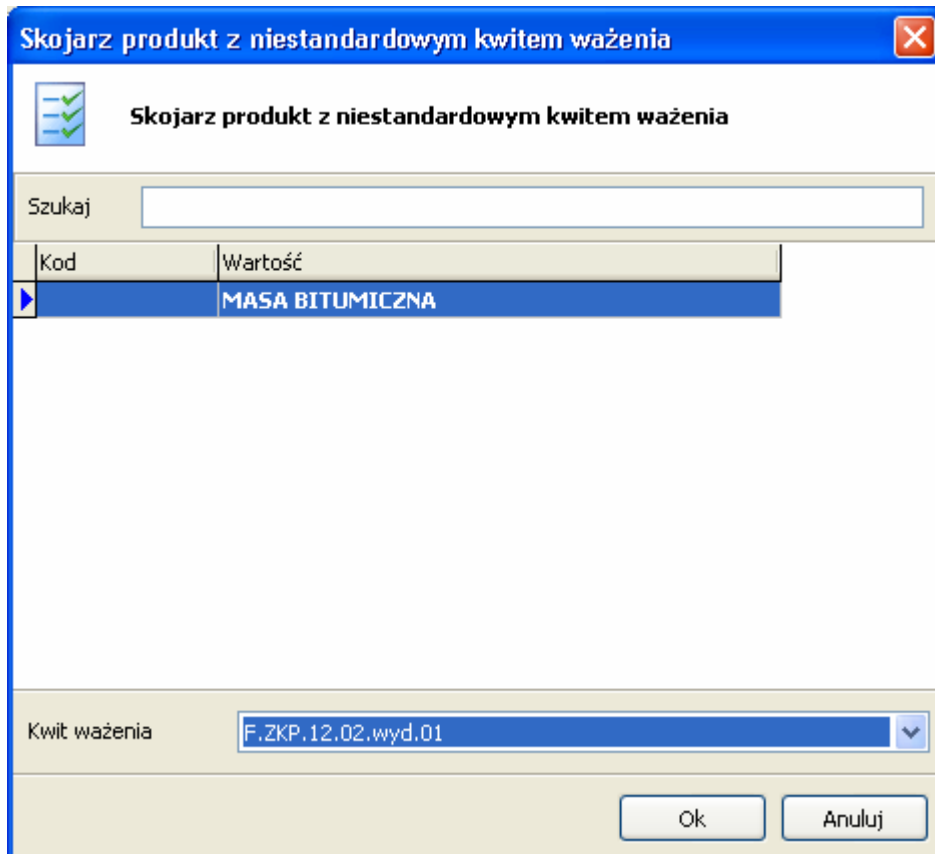 Skojarz produkt z niestandardowym kwitem ważenia
Skojarz produkt z niestandardowym kwitem ważenia
Szukaj
Kod Wartość
MASA BITUMICZNA
Kwit ważenia F.ZKP.12.02.wyd.01
Ok Anuluj